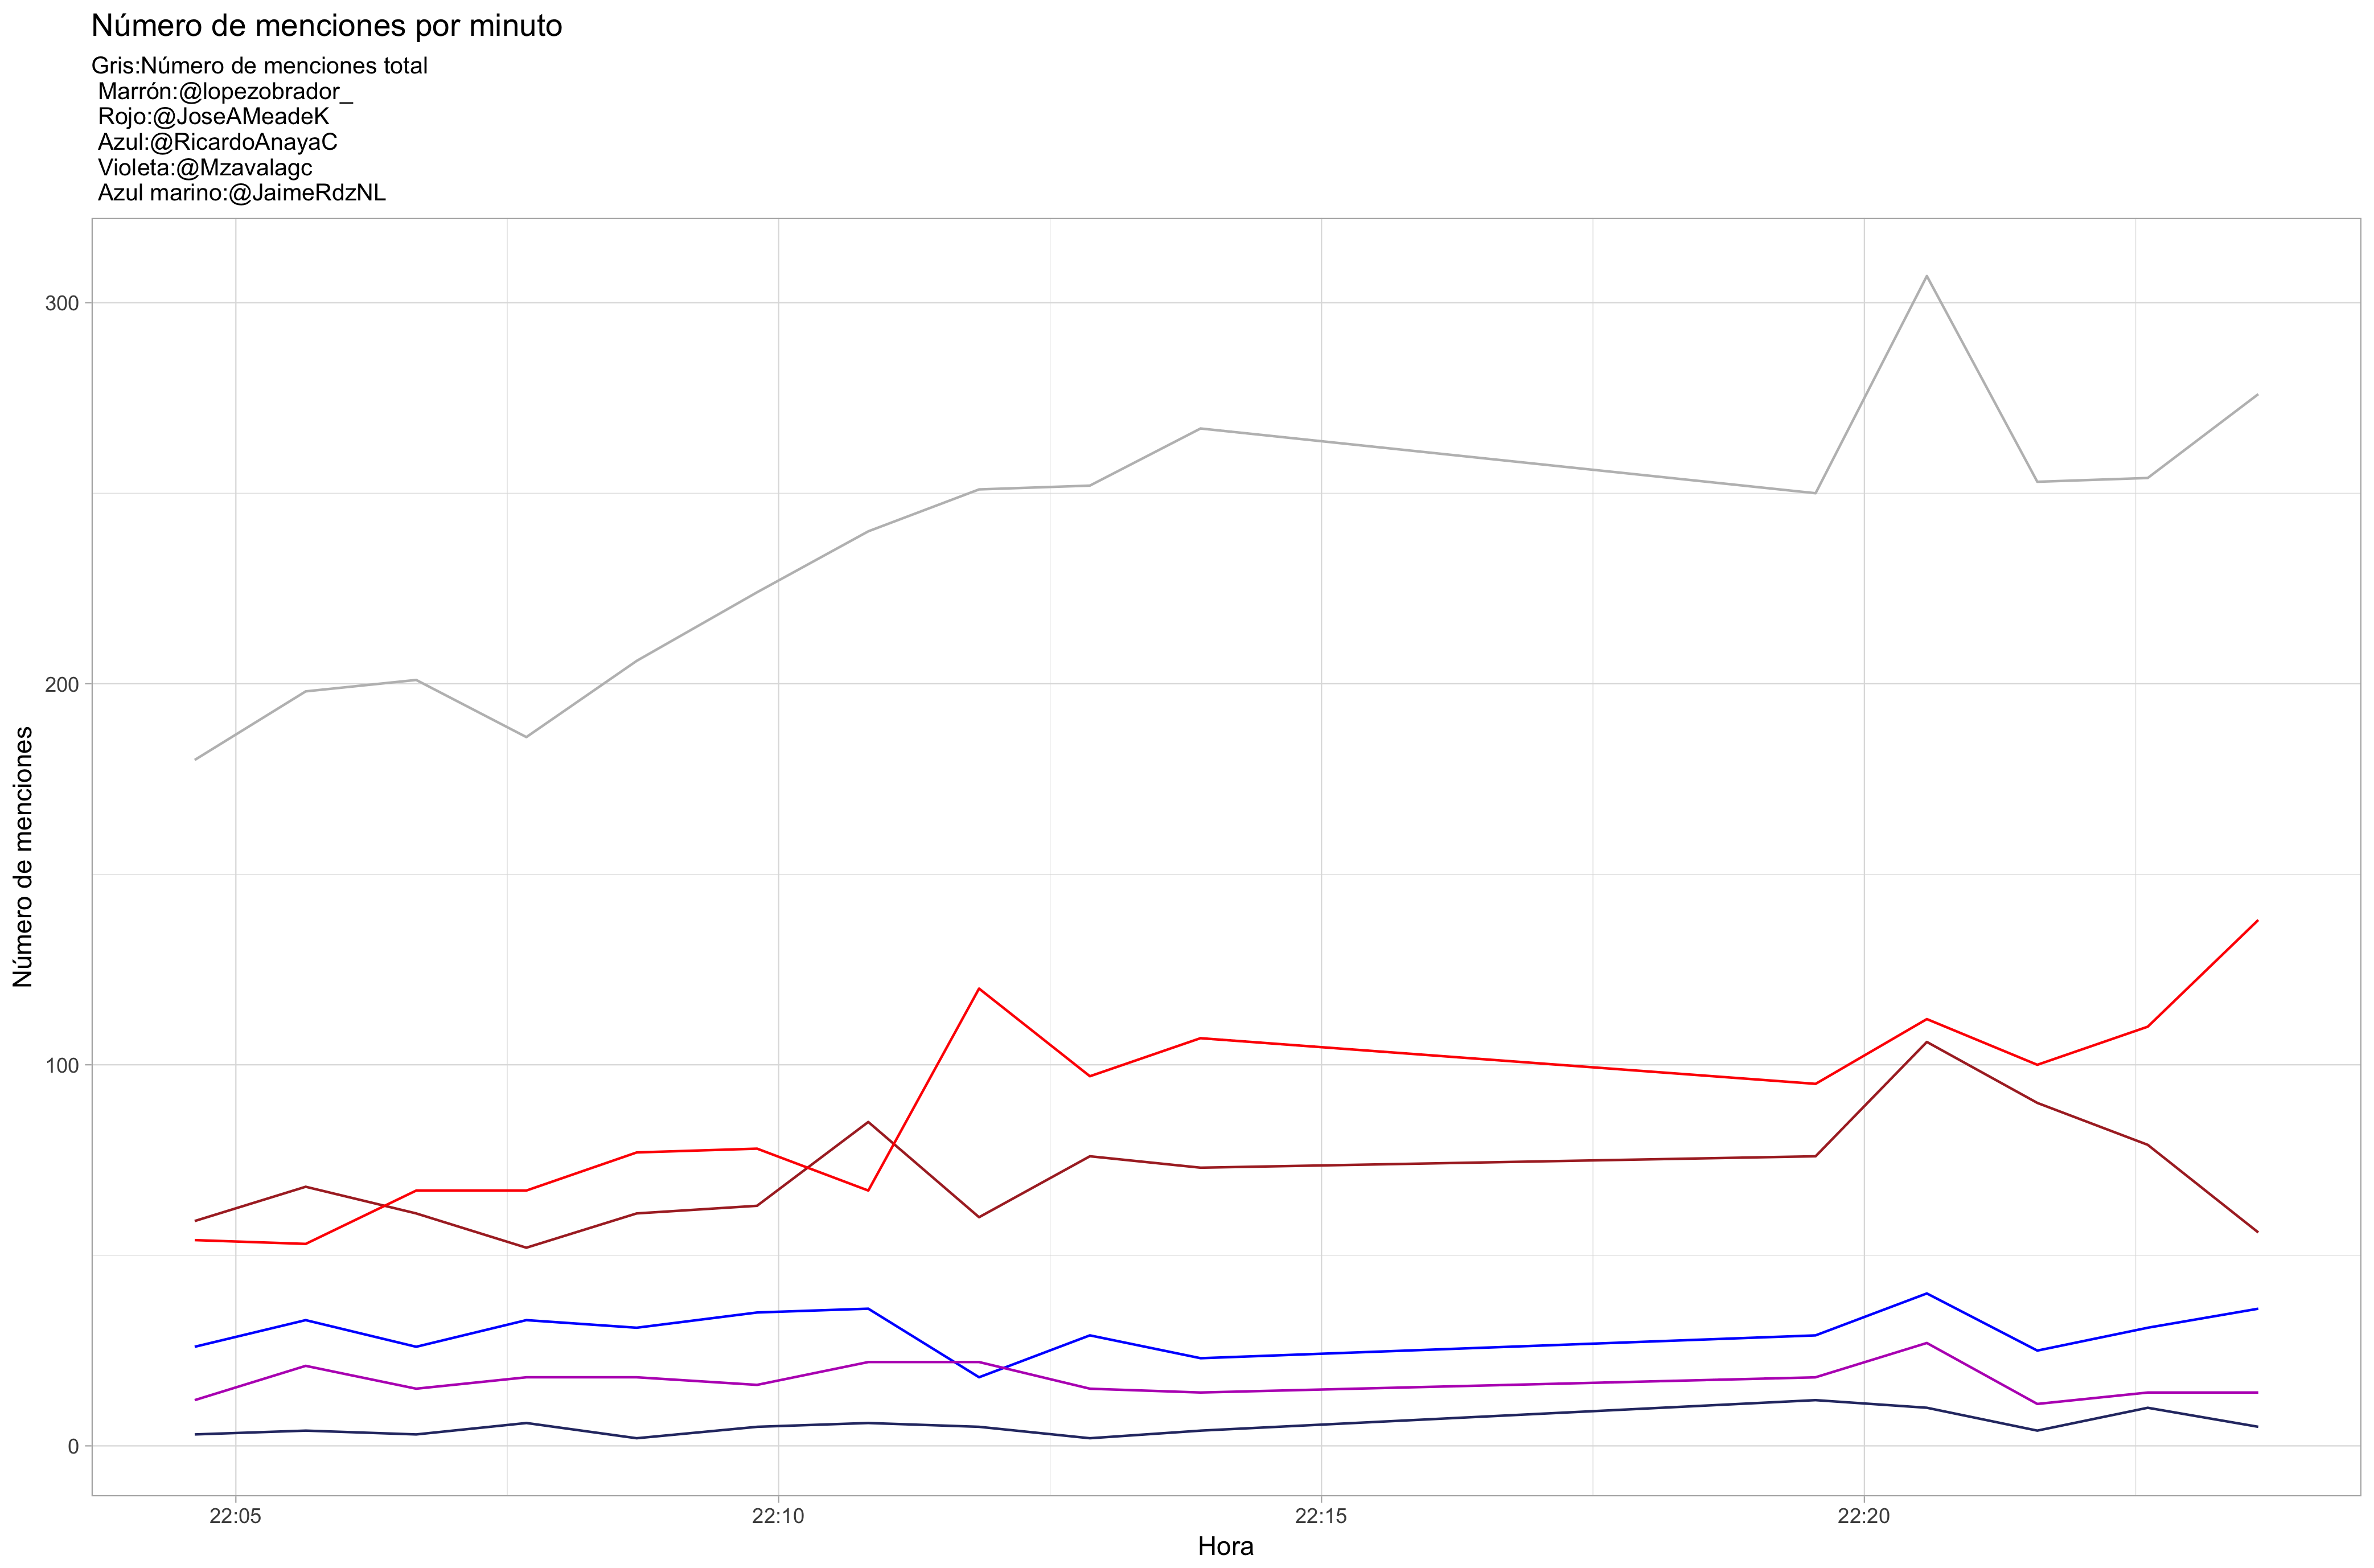 Número de menciones por minuto
Gris:Número de menciones total
Marrón:@lopezobrador_
Rojo:@JoseAMeadeK
Azul:@RicardoAnayaC
Violeta:@Mzavalagc
Azul marino:@JaimeRdzNL
300
200
100
0
Número de menciones
22:05
22:10
22:15
22:20
Hora